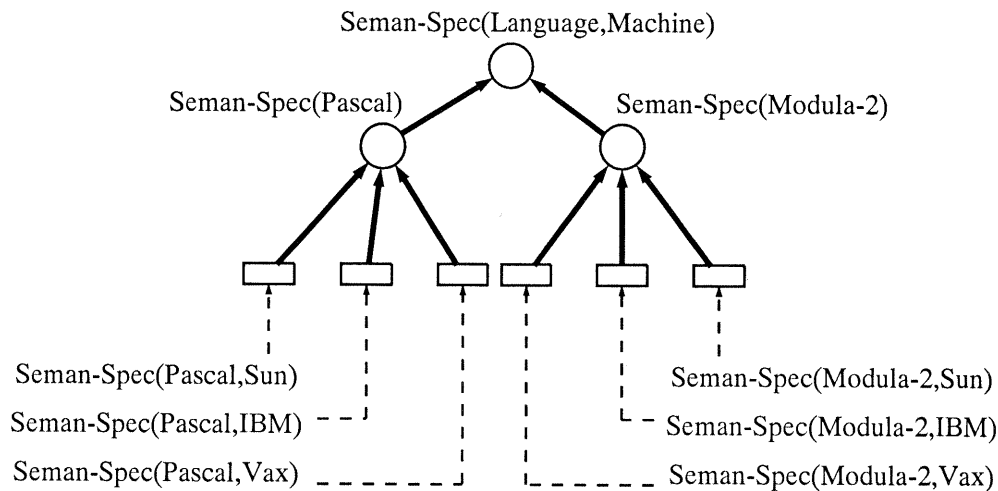 Seman-Spec(Language,Machine)
Seman-Spec(Pascal)
Seman-Spec(Modula-2)
Seman-Spec(Pascal,Sun)
Seman-Spec(Modula-2,Sun)
Seman-Spec(Pascal,IBM)
Seman-Spec(Modula-2,IBM)
Seman-Spec(Pascal,Vax)
Seman-Spec(Modula-2,Vax)